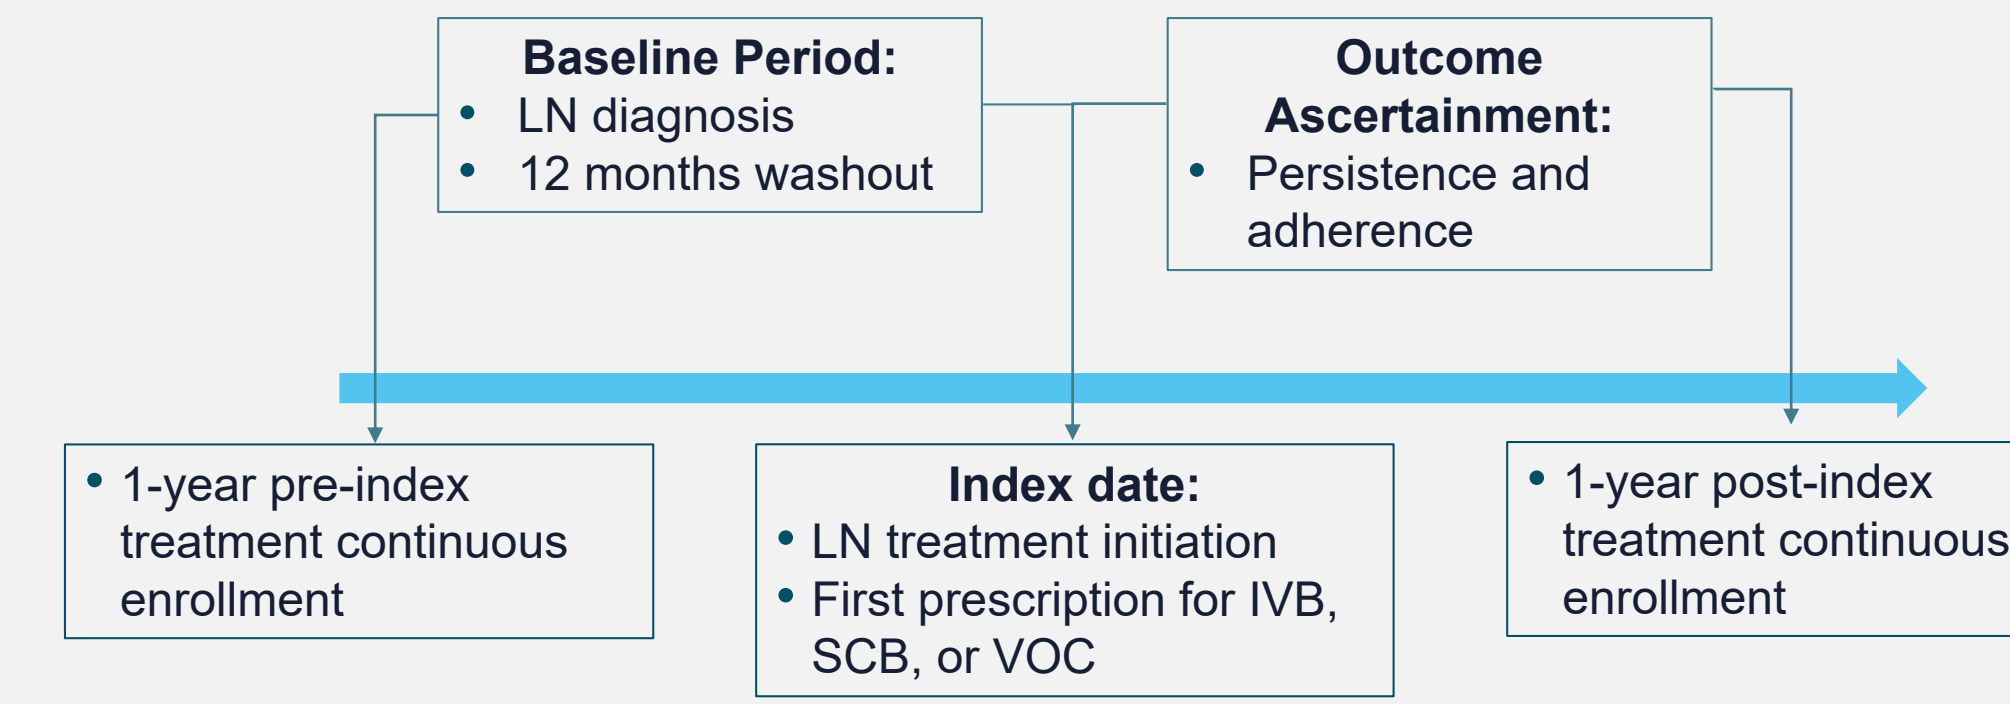 Baseline Period:
• LN diagnosis
• 12 months washout
Outcome
Ascertainment:
• Persistence and
adherence
• 1-year pre-index
treatment continuous
enrollment
Index date:
• LN treatment initiation
• First prescription for IVB,
SCB, or VOC
• 1-year post-index
treatment continuous
enrollment